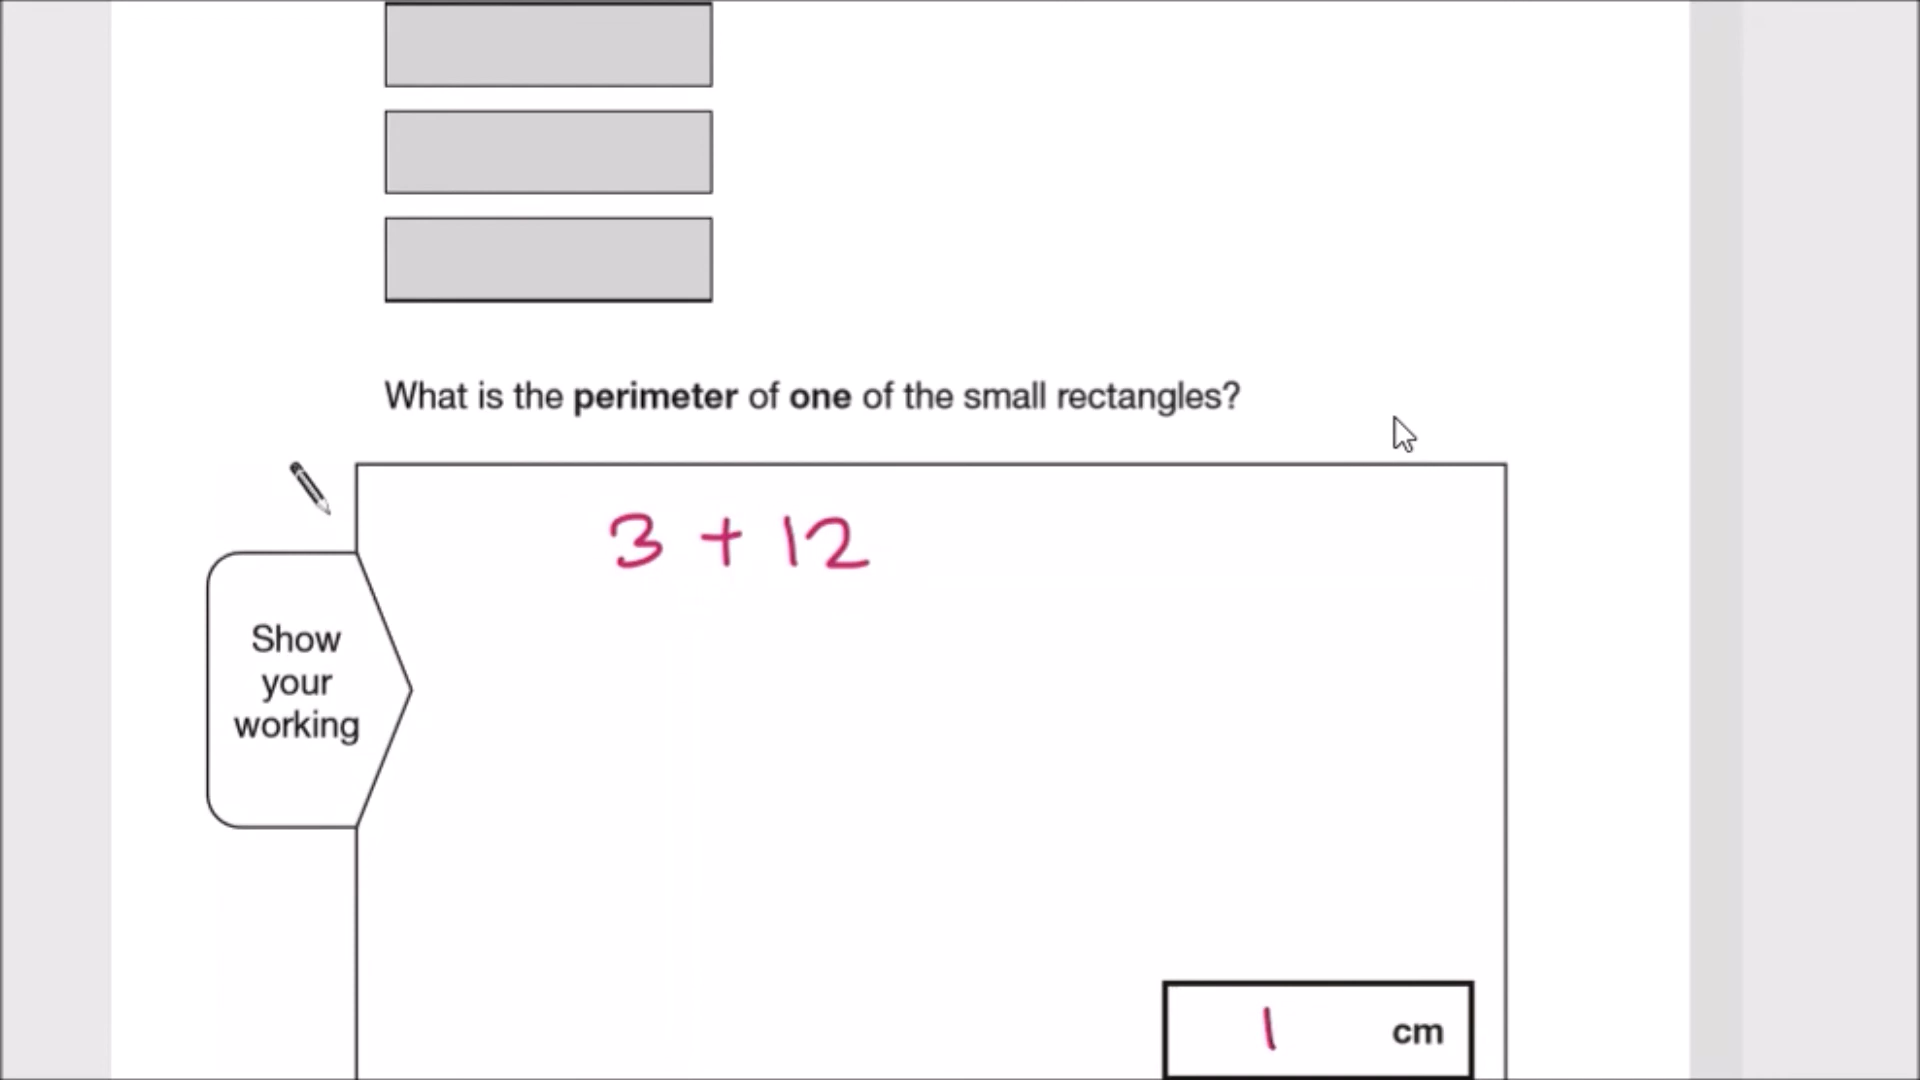 What is the perimeter of one of the small rectangles?
3 + 12
Show
your
working
1 cm